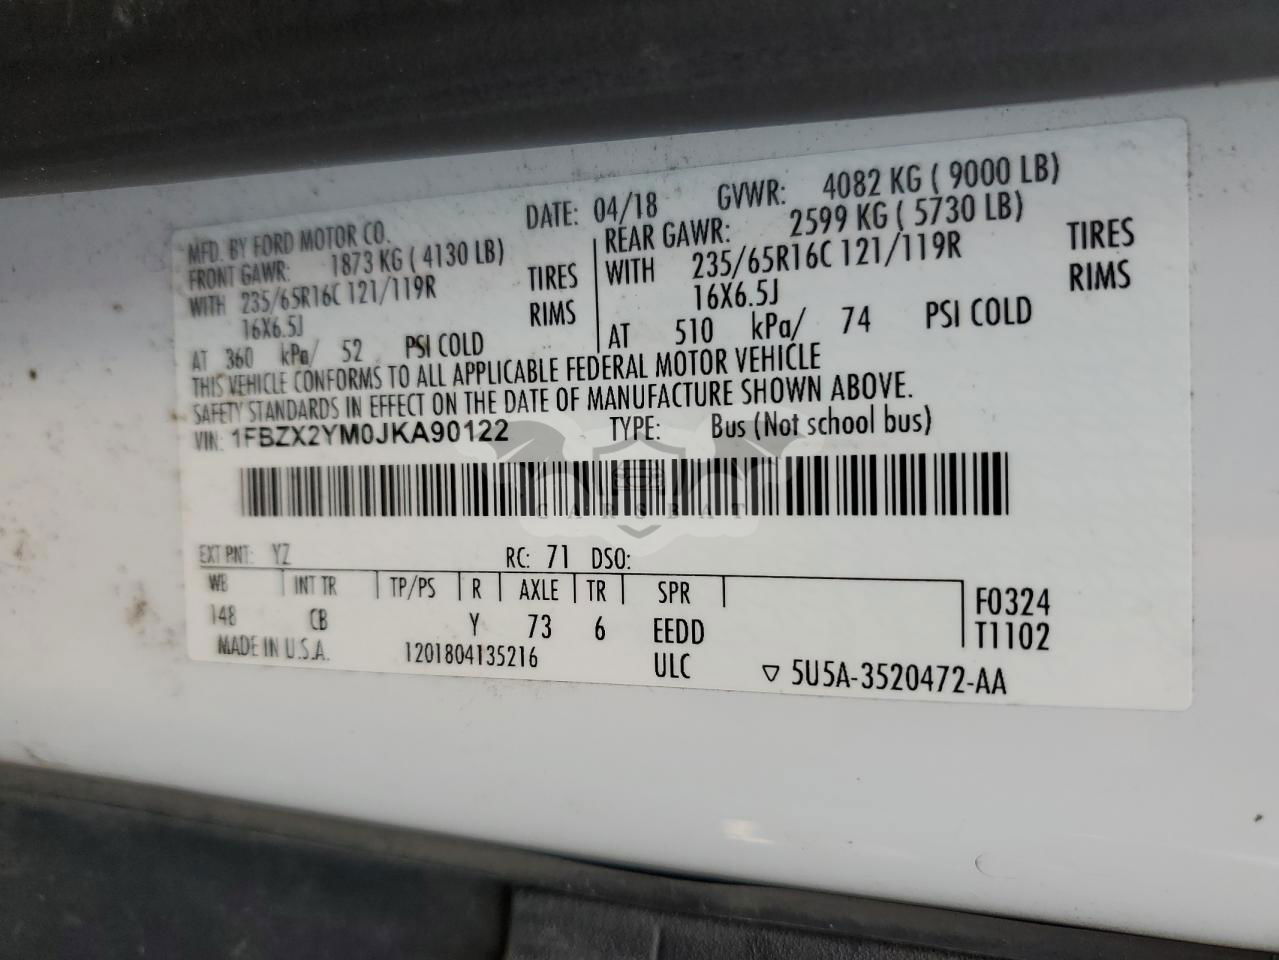 MFD. BY FORD MOTOR CO. DATE: 04/18 GVWR: 4082 KG ( 9000 LB)
FRONT GAWR: 1873 KG ( 4130 LB)
WITH 235/65R16C 121/119R TIRES
16X6.5J RIMS
AT 360 kPa/ 52 PSI COLD
REAR GAWR: 2599 KG ( 5730 LB)
WITH 235/65R16C 121/119R TIRES
16X6.5J RIMS
AT 510 kPa/ 74 PSI COLD
THIS VEHICLE CONFORMS TO ALL APPLICABLE FEDERAL MOTOR VEHICLE
SAFETY STANDARDS IN EFFECT ON THE DATE OF MANUFACTURE SHOWN ABOVE.
VIN: 1FBZX2YM0JKA90122 TYPE: Bus (Not school bus)
CARSBAT
EXT PNT: YZ RC: 71 DSO:
WB INT TR TP/PS R AXLE TR SPR
148 CB Y 73 6 EEDD
F0324
T1102
MADE IN U.S.A. 1201804135216 ULC ▽ 5U5A-3520472-AA